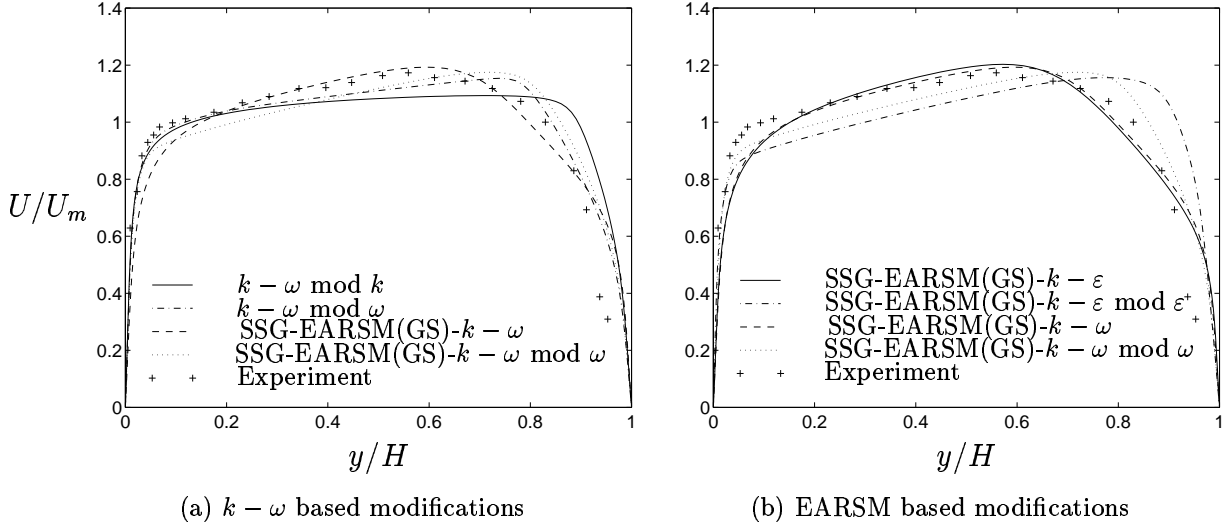 1.4
1.2
1
0.8
0.6
0.4
0.2
0
U/U_m
k − ω mod k
k − ω mod ω
SSG-EARSM(GS)-k − ω
SSG-EARSM(GS)-k − ω mod ω
Experiment
0 0.2 0.4 0.6 0.8 1
y/H
(a) k − ω based modifications
1.4
1.2
1
0.8
0.6
0.4
0.2
0
SSG-EARSM(GS)-k − ε
SSG-EARSM(GS)-k − ε mod ε
SSG-EARSM(GS)-k − ω
SSG-EARSM(GS)-k − ω mod ω
Experiment
0 0.2 0.4 0.6 0.8 1
y/H
(b) EARSM based modifications